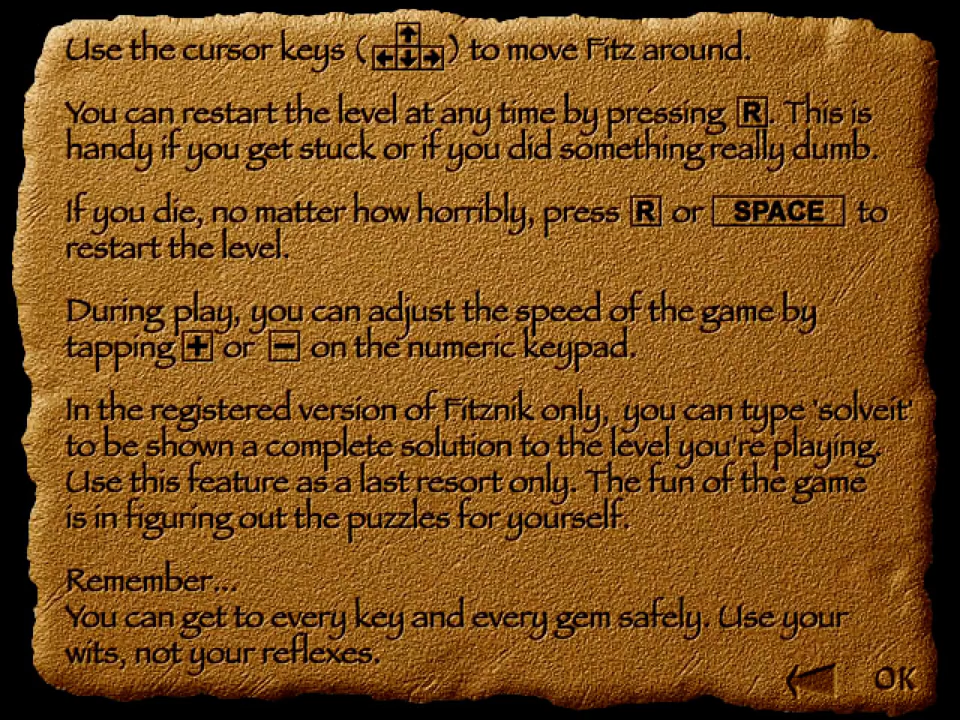 Use the cursor keys (↑←↓→) to move Fitz around.
You can restart the level at any time by pressing R. This is
handy if you get stuck or if you did something really dumb.
If you die, no matter how horribly, press R or SPACE to
restart the level.
During play, you can adjust the speed of the game by
tapping + or − on the numeric keypad.
In the registered version of Fitznik only, you can type 'solveit'
to be shown a complete solution to the level you're playing.
Use this feature as a last resort only. The fun of the game
is in figuring out the puzzles for yourself.
Remember...
You can get to every key and every gem safely. Use your
wits, not your reflexes.
OK